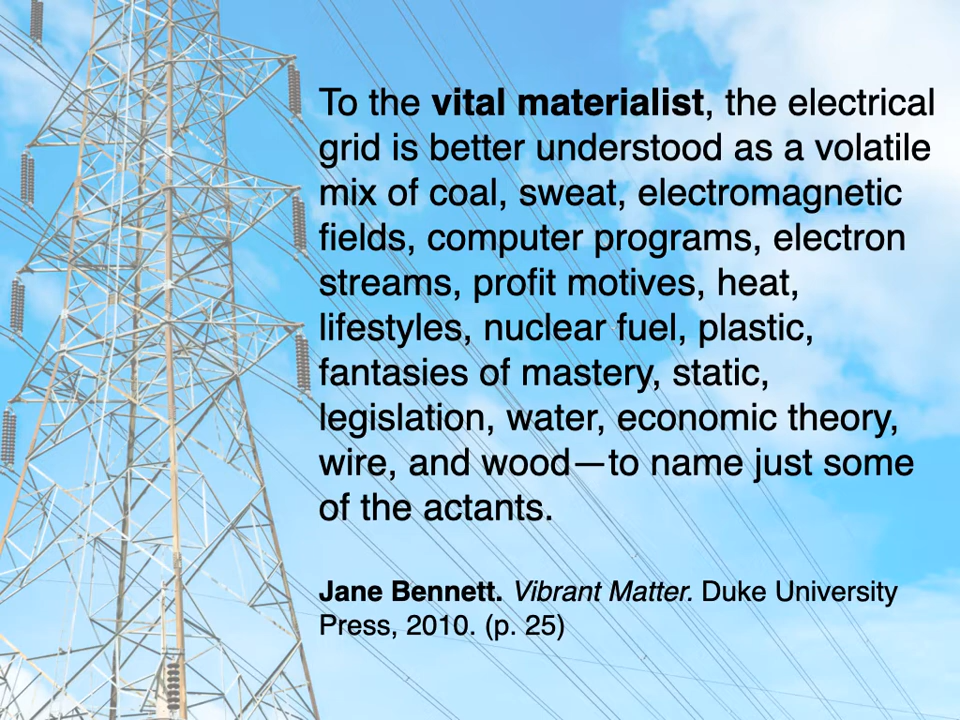 To the vital materialist, the electrical
grid is better understood as a volatile
mix of coal, sweat, electromagnetic
fields, computer programs, electron
streams, profit motives, heat,
lifestyles, nuclear fuel, plastic,
fantasies of mastery, static,
legislation, water, economic theory,
wire, and wood—to name just some
of the actants.
Jane Bennett. Vibrant Matter. Duke University
Press, 2010. (p. 25)